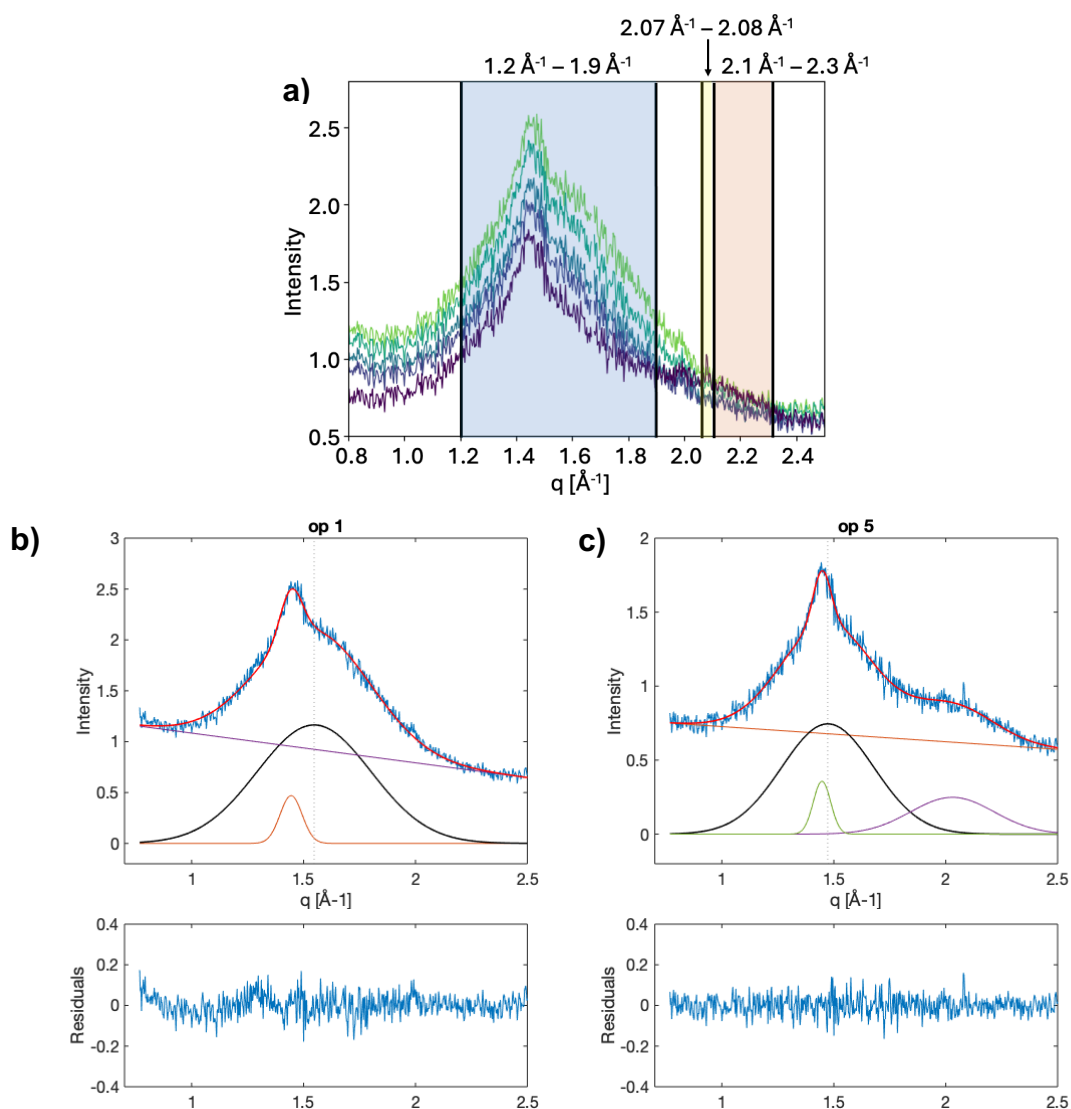 2.07 Å⁻¹ – 2.08 Å⁻¹
1.2 Å⁻¹ – 1.9 Å⁻¹
2.1 Å⁻¹ – 2.3 Å⁻¹
a)
2.5
2.0
1.5
1.0
0.5
Intensity
0.8 1.0 1.2 1.4 1.6 1.8 2.0 2.2 2.4
q [Å⁻¹]
b)
op 1
3
2.5
2
1.5
1
0.5
0
Intensity
1 1.5 2 2.5
q [Å-1]
0.4
0.2
0
-0.2
-0.4
Residuals
1 1.5 2 2.5
c)
op 5
2
1.5
1
0.5
0
Intensity
1 1.5 2 2.5
q [Å-1]
0.4
0.2
0
-0.2
-0.4
Residuals
1 1.5 2 2.5